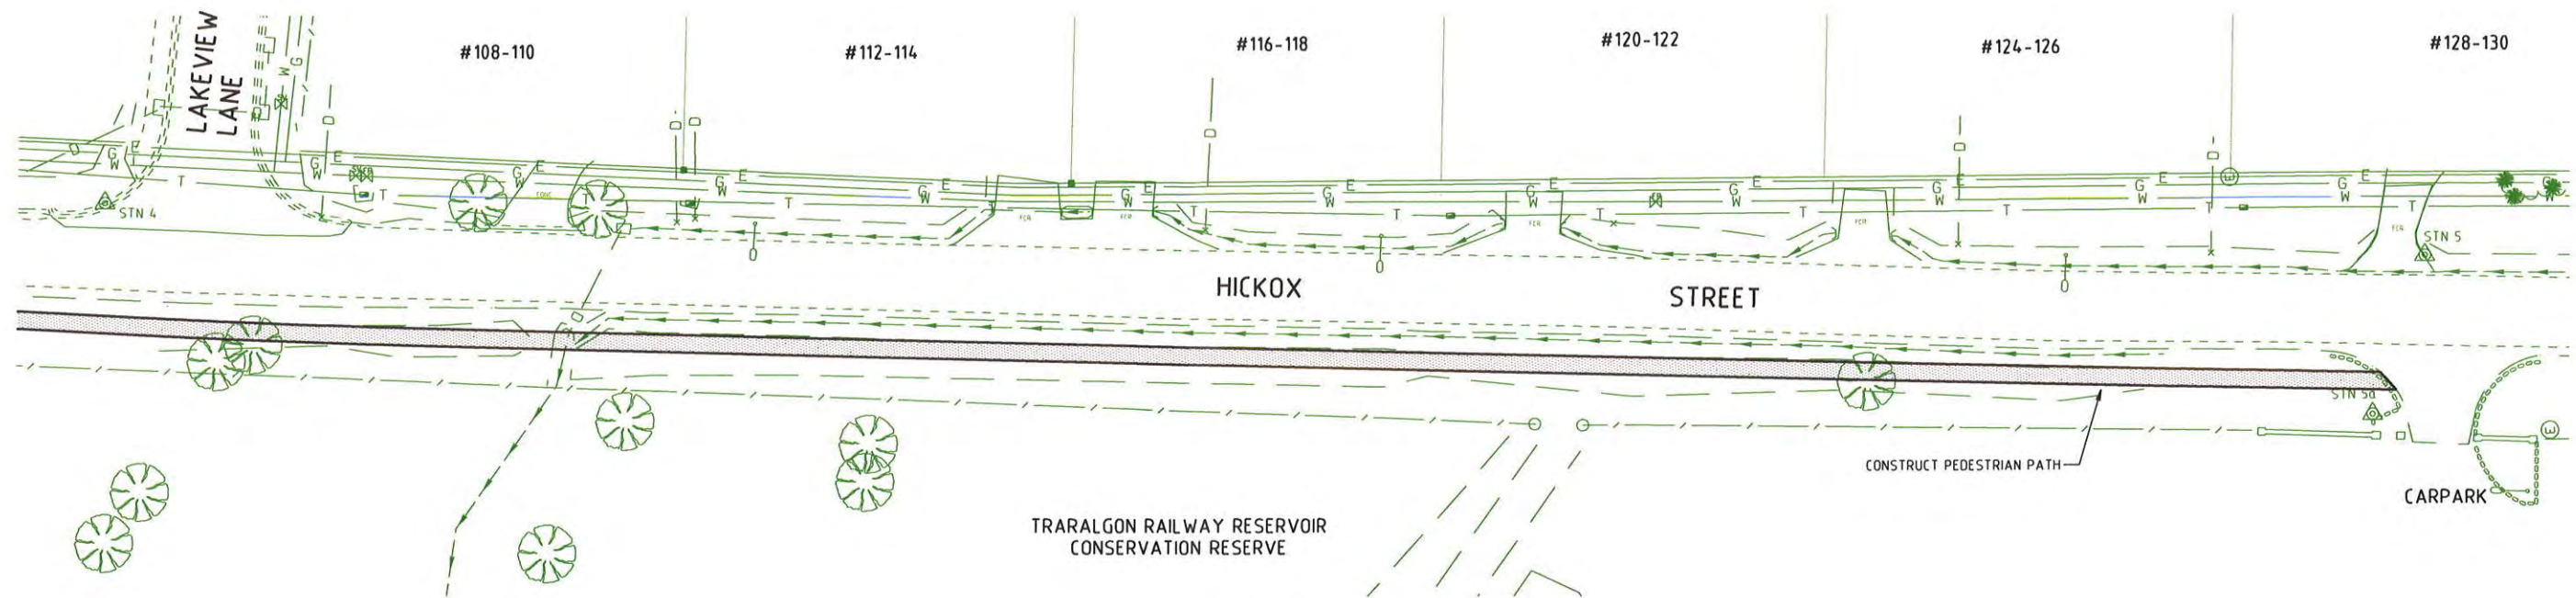 LAKEVIEW
LANE
#108-110
#112-114
#116-118
#120-122
#124-126
#128-130
STN 4
STN 5
HICKOX STREET
STN 5a
CONSTRUCT PEDESTRIAN PATH
CARPARK
TRARALGON RAILWAY RESERVOIR
CONSERVATION RESERVE